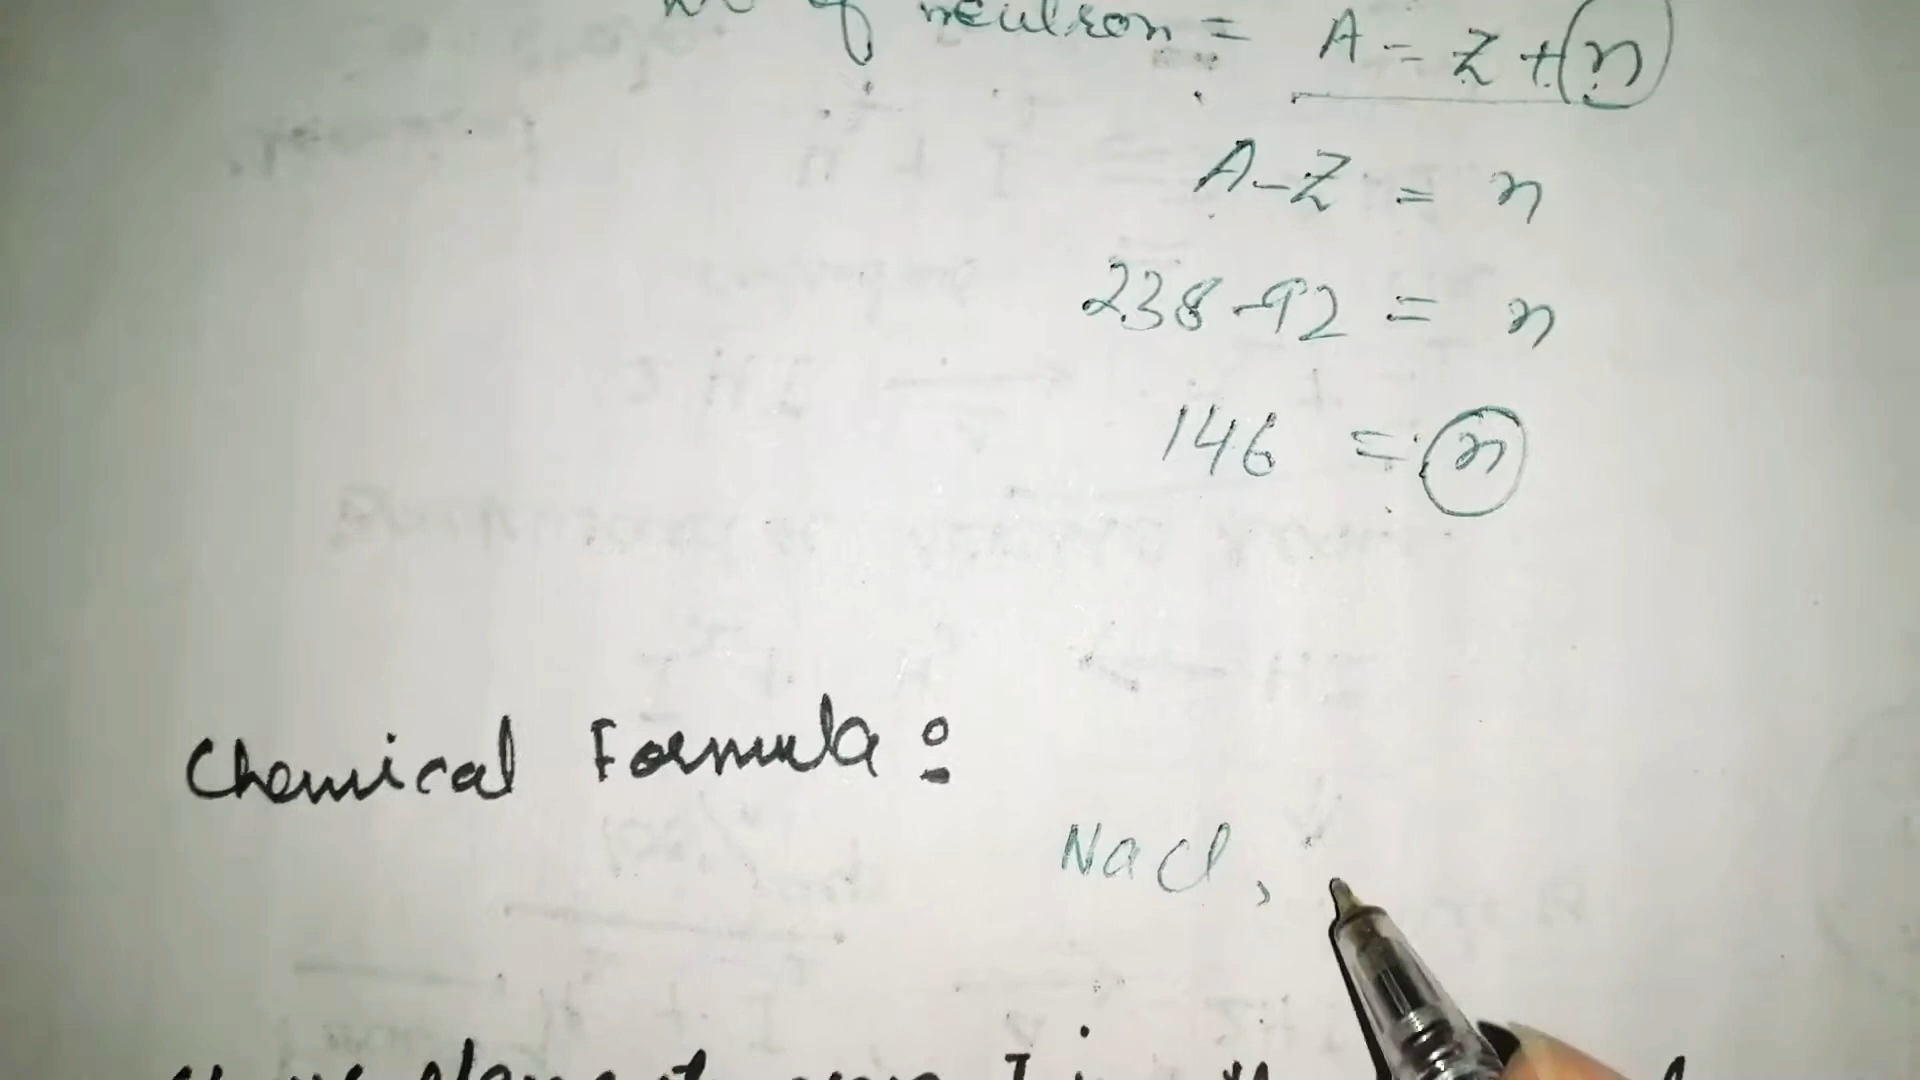 of neutron = A = Z + n
A - Z = n
238 - 92 = n
146 = n
Chemical Formula :
NaCl,